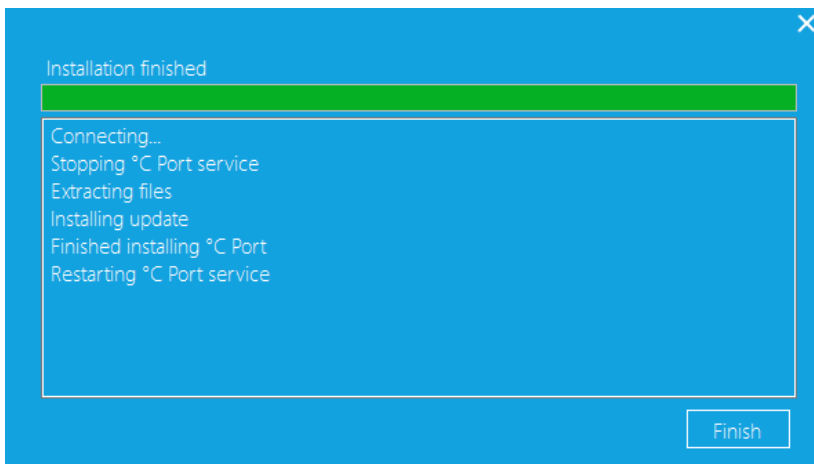 Installation finished
Connecting...
Stopping °C Port service
Extracting files
Installing update
Finished installing °C Port
Restarting °C Port service
Finish